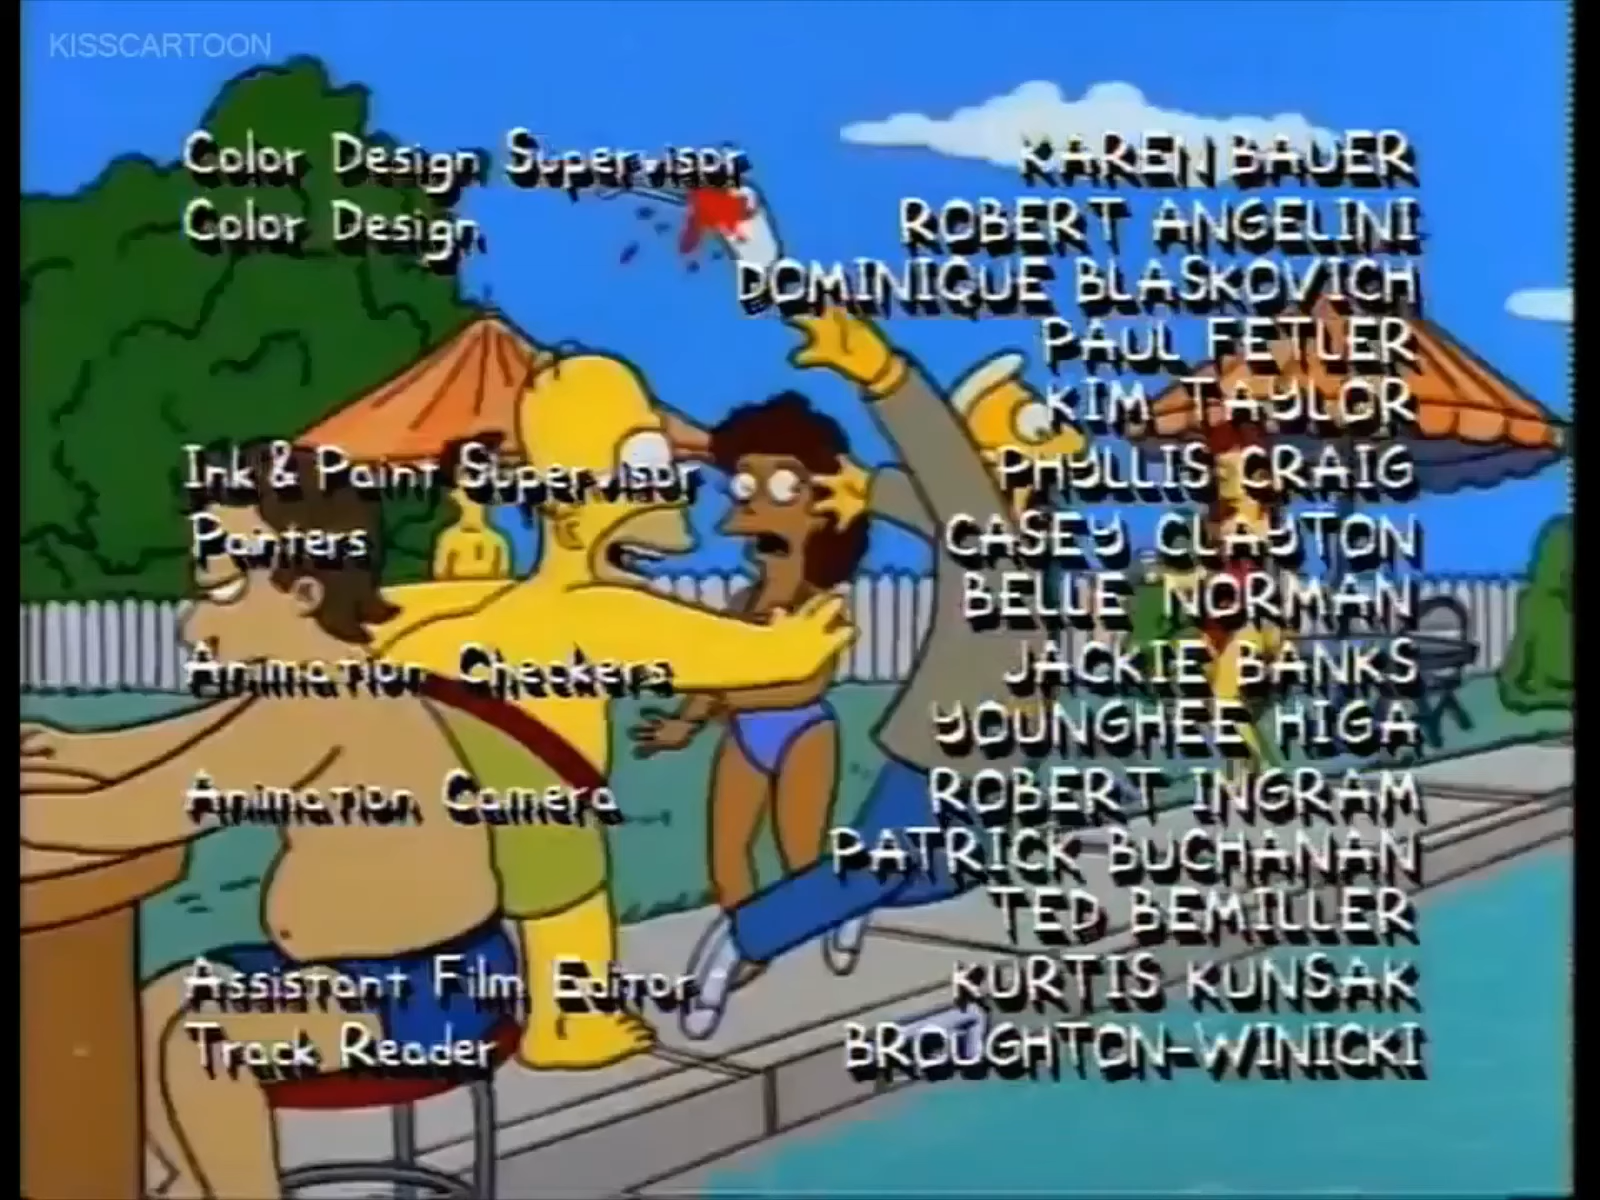 KISSCARTOON
Color Design Supervisor KAREN BAUER
Color Design ROBERT ANGELINI
DOMINIQUE BLASKOVICH
PAUL FETLER
KIM TAYLOR
Ink & Paint Supervisor PHYLLIS CRAIG
Painters CASEY CLAYTON
BELLE NORMAN
Animation Checkers JACKIE BANKS
YOUNGHEE HIGA
Animation Camera ROBERT INGRAM
PATRICK BUCHANAN
TED BEMILLER
Assistant Film Editor KURTIS KUNSAK
Track Reader BROUGHTON-WINICKI